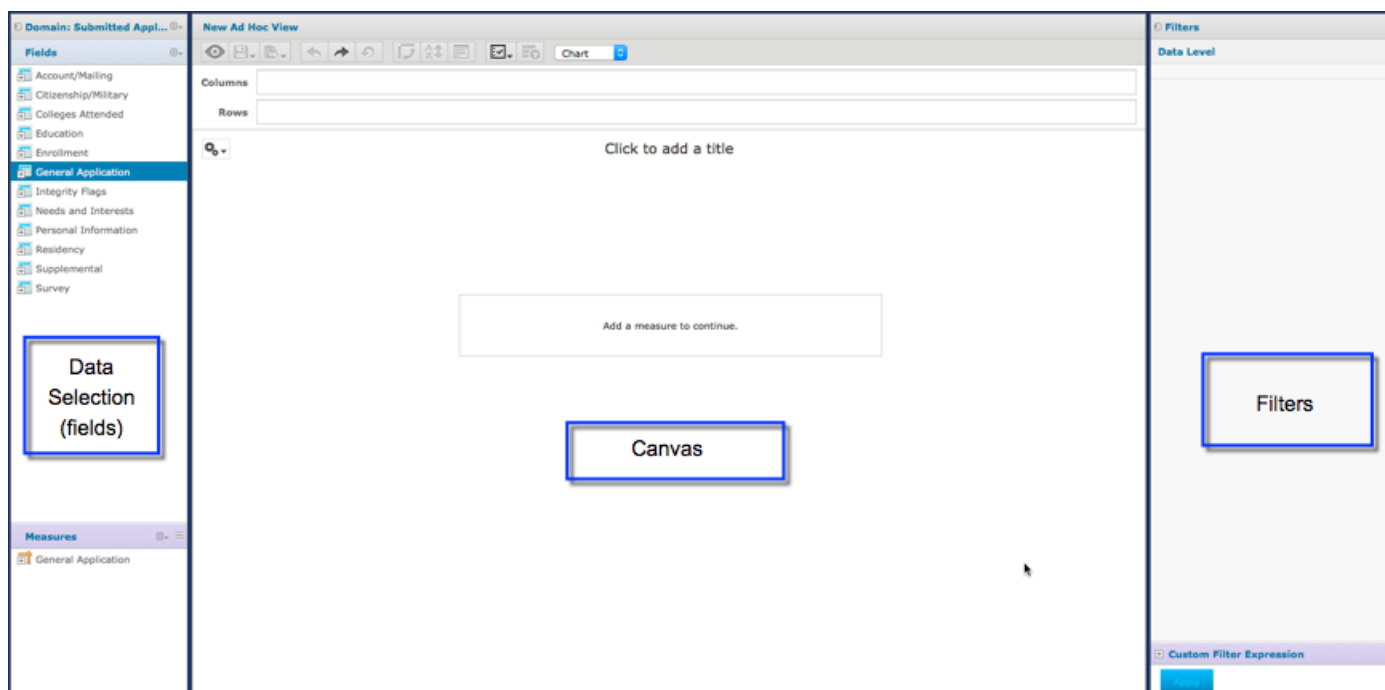 Domain: Submitted Appl...
Fields
Account/Mailing
Citizenship/Military
Colleges Attended
Education
Enrollment
General Application
Integrity Flags
Needs and Interests
Personal Information
Residency
Supplemental
Survey
Data
Selection
(fields)
Measures
General Application
New Ad Hoc View
Chart
Columns
Rows
Click to add a title
Add a measure to continue.
Canvas
Filters
Data Level
Filters
Custom Filter Expression
Apply